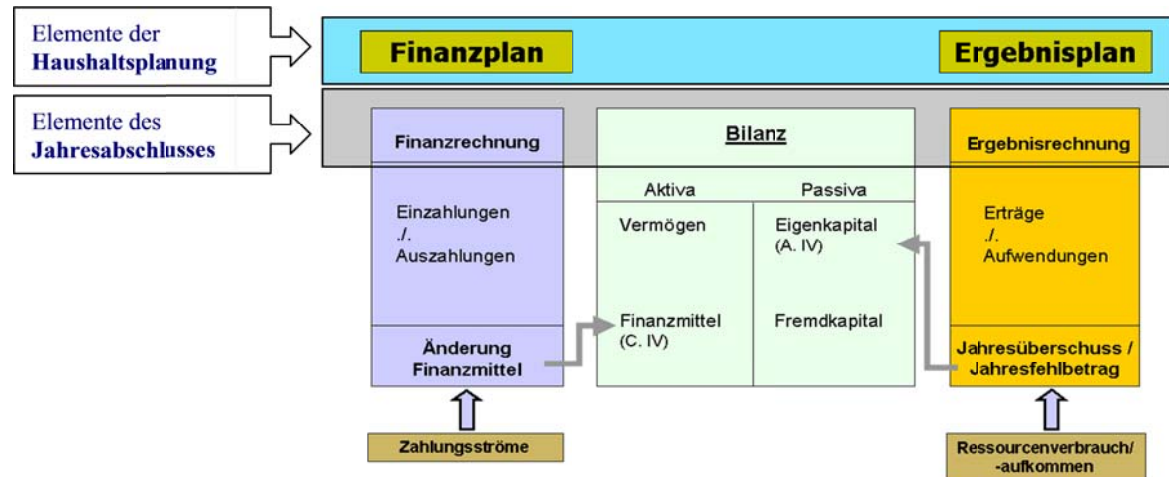 Elemente der
Haushaltsplanung
Finanzplan
Ergebnisplan
Elemente des
Jahresabschlusses
Finanzrechnung
Einzahlungen
./.
Auszahlungen
Änderung
Finanzmittel
Zahlungsströme
Bilanz
Aktiva
Passiva
Vermögen
Finanzmittel
(C. IV)
Eigenkapital
(A. IV)
Fremdkapital
Ergebnisrechnung
Erträge
./.
Aufwendungen
Jahresüberschuss /
Jahresfehlbetrag
Ressourcenverbrauch/
-aufkommen